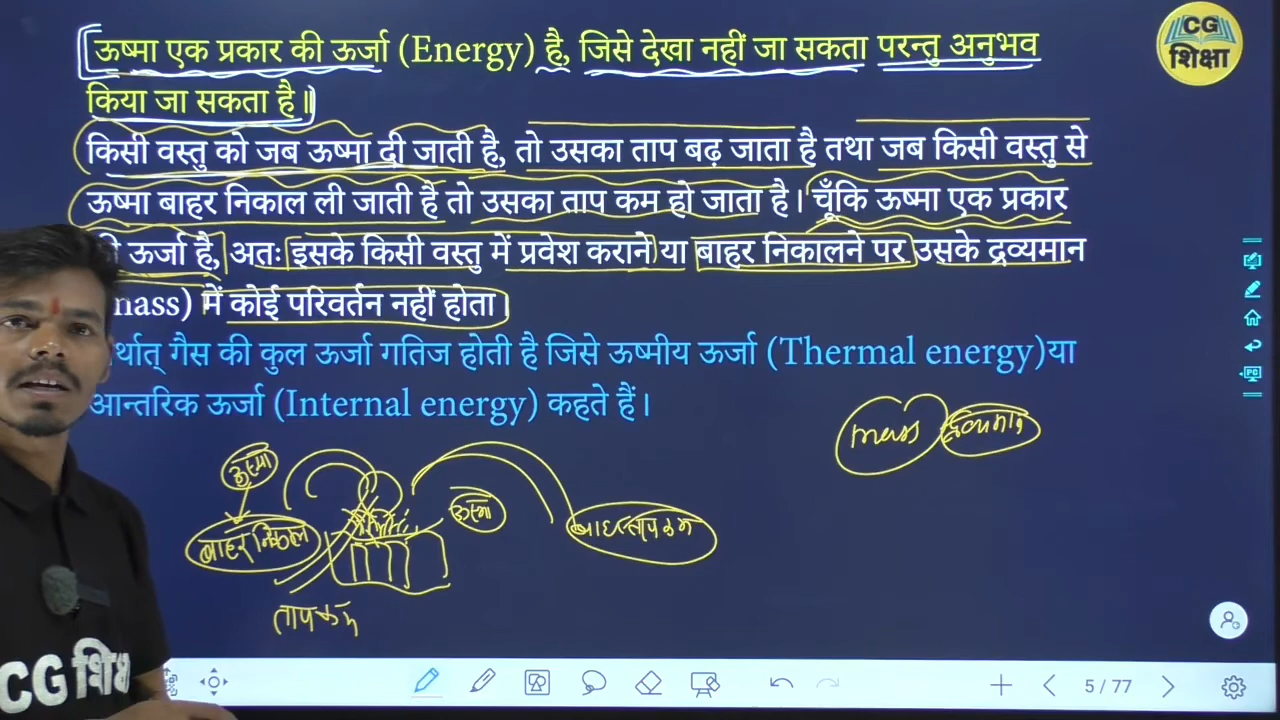 ऊष्मा एक प्रकार की ऊर्जा (Energy) है, जिसे देखा नहीं जा सकता परन्तु अनुभव
किया जा सकता है।
किसी वस्तु को जब ऊष्मा दी जाती है, तो उसका ताप बढ़ जाता है तथा जब किसी वस्तु से
ऊष्मा बाहर निकाल ली जाती है तो उसका ताप कम हो जाता है। चूँकि ऊष्मा एक प्रकार
ऊर्जा है, अतः इसके किसी वस्तु में प्रवेश कराने या बाहर निकालने पर उसके द्रव्यमान
mass) में कोई परिवर्तन नहीं होता।
र्थात् गैस की कुल ऊर्जा गतिज होती है जिसे ऊष्मीय ऊर्जा (Thermal energy)या
आन्तरिक ऊर्जा (Internal energy) कहते हैं।
CG
शिक्षा
mass द्रव्यमान
ऊष्मा
ऊष्मा
बाहर निकाल
ताप कम
CG शिक्ष
5 / 77